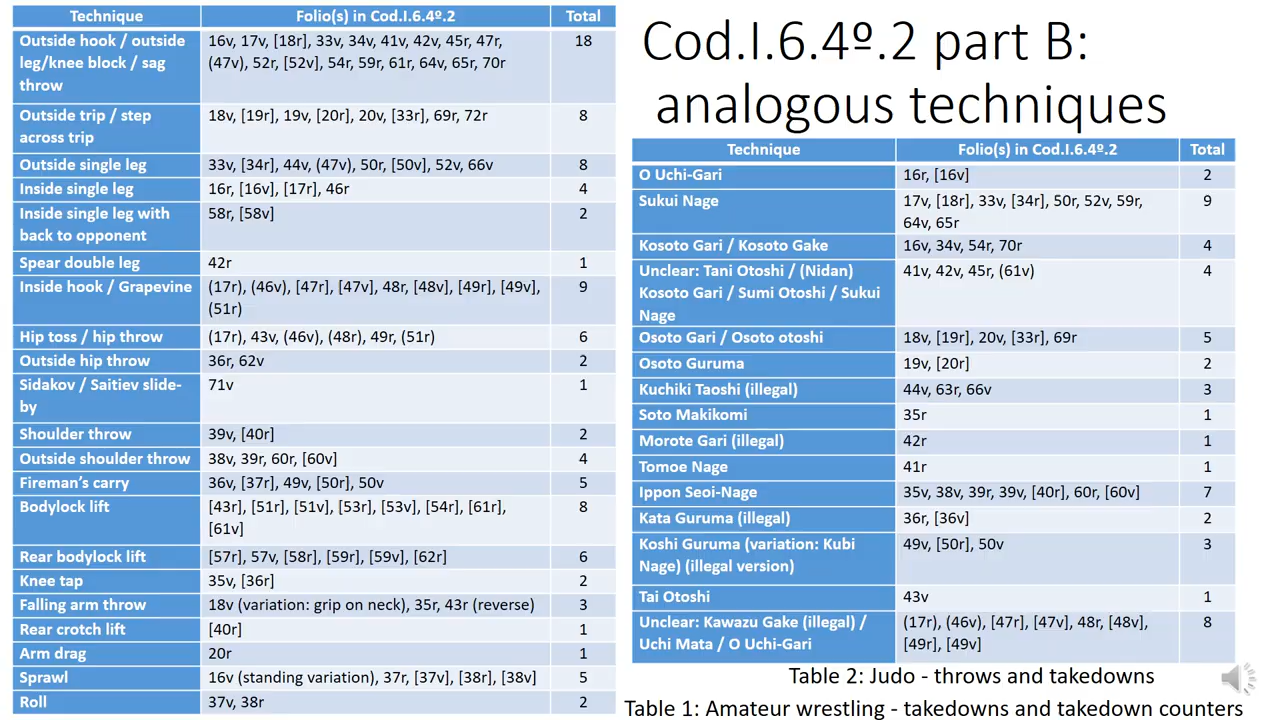 Technique Folio(s) in Cod.I.6.4º.2 Total
Outside hook / outside 16v, 17v, [18r], 33v, 34v, 41v, 42v, 45r, 47r, 18
leg/knee block / sag (47v), 52r, [52v], 54r, 59r, 61r, 64v, 65r, 70r
throw
Outside trip / step 18v, [19r], 19v, [20r], 20v, [33r], 69r, 72r 8
across trip
Outside single leg 33v, [34r], 44v, (47v), 50r, [50v], 52v, 66v 8
Inside single leg 16r, [16v], [17r], 46r 4
Inside single leg with 58r, [58v] 2
back to opponent
Spear double leg 42r 1
Inside hook / Grapevine (17r), (46v), [47r], [47v], 48r, [48v], [49r], [49v], 9
(51r)
Hip toss / hip throw (17r), 43v, (46v), (48r), 49r, (51r) 6
Outside hip throw 36r, 62v 2
Sidakov / Saitiev slide- 71v 1
by
Shoulder throw 39v, [40r] 2
Outside shoulder throw 38v, 39r, 60r, [60v] 4
Fireman's carry 36v, [37r], 49v, [50r], 50v 5
Bodylock lift [43r], [51r], [51v], [53r], [53v], [54r], [61r], 8
[61v]
Rear bodylock lift [57r], 57v, [58r], [59r], [59v], [62r] 6
Knee tap 35v, [36r] 2
Falling arm throw 18v (variation: grip on neck), 35r, 43r (reverse) 3
Rear crotch lift [40r] 1
Arm drag 20r 1
Sprawl 16v (standing variation), 37r, [37v], [38r], [38v] 5
Roll 37v, 38r 2
Cod.I.6.4º.2 part B:
analogous techniques
Technique Folio(s) in Cod.I.6.4º.2 Total
O Uchi-Gari 16r, [16v] 2
Sukui Nage 17v, [18r], 33v, [34r], 50r, 52v, 59r, 9
64v, 65r
Kosoto Gari / Kosoto Gake 16v, 34v, 54r, 70r 4
Unclear: Tani Otoshi / (Nidan) 41v, 42v, 45r, (61v) 4
Kosoto Gari / Sumi Otoshi / Sukui
Nage
Osoto Gari / Osoto otoshi 18v, [19r], 20v, [33r], 69r 5
Osoto Guruma 19v, [20r] 2
Kuchiki Taoshi (illegal) 44v, 63r, 66v 3
Soto Makikomi 35r 1
Morote Gari (illegal) 42r 1
Tomoe Nage 41r 1
Ippon Seoi-Nage 35v, 38v, 39r, 39v, [40r], 60r, [60v] 7
Kata Guruma (illegal) 36r, [36v] 2
Koshi Guruma (variation: Kubi 49v, [50r], 50v 3
Nage) (illegal version)
Tai Otoshi 43v 1
Unclear: Kawazu Gake (illegal) / (17r), (46v), [47r], [47v], 48r, [48v], 8
Uchi Mata / O Uchi-Gari [49r], [49v]
Table 2: Judo - throws and takedowns
Table 1: Amateur wrestling - takedowns and takedown counters